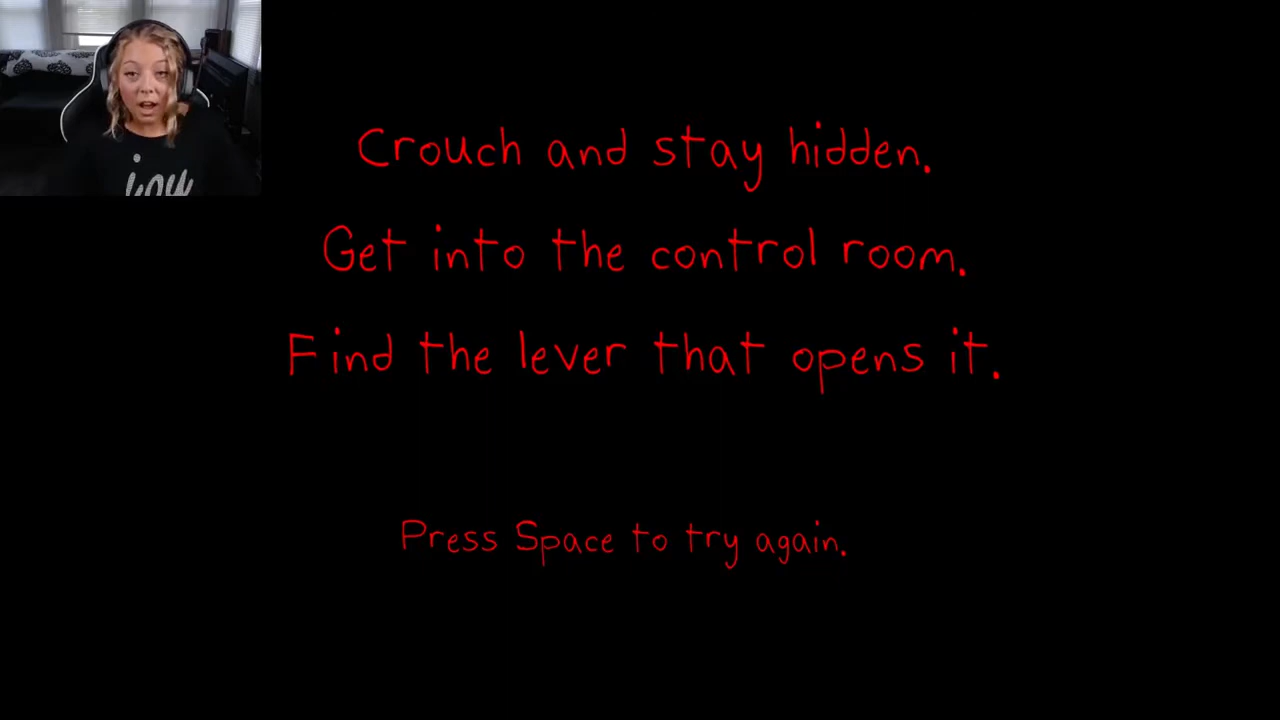 Crouch and stay hidden.
Get into the control room.
Find the lever that opens it.
Press Space to try again.
joy